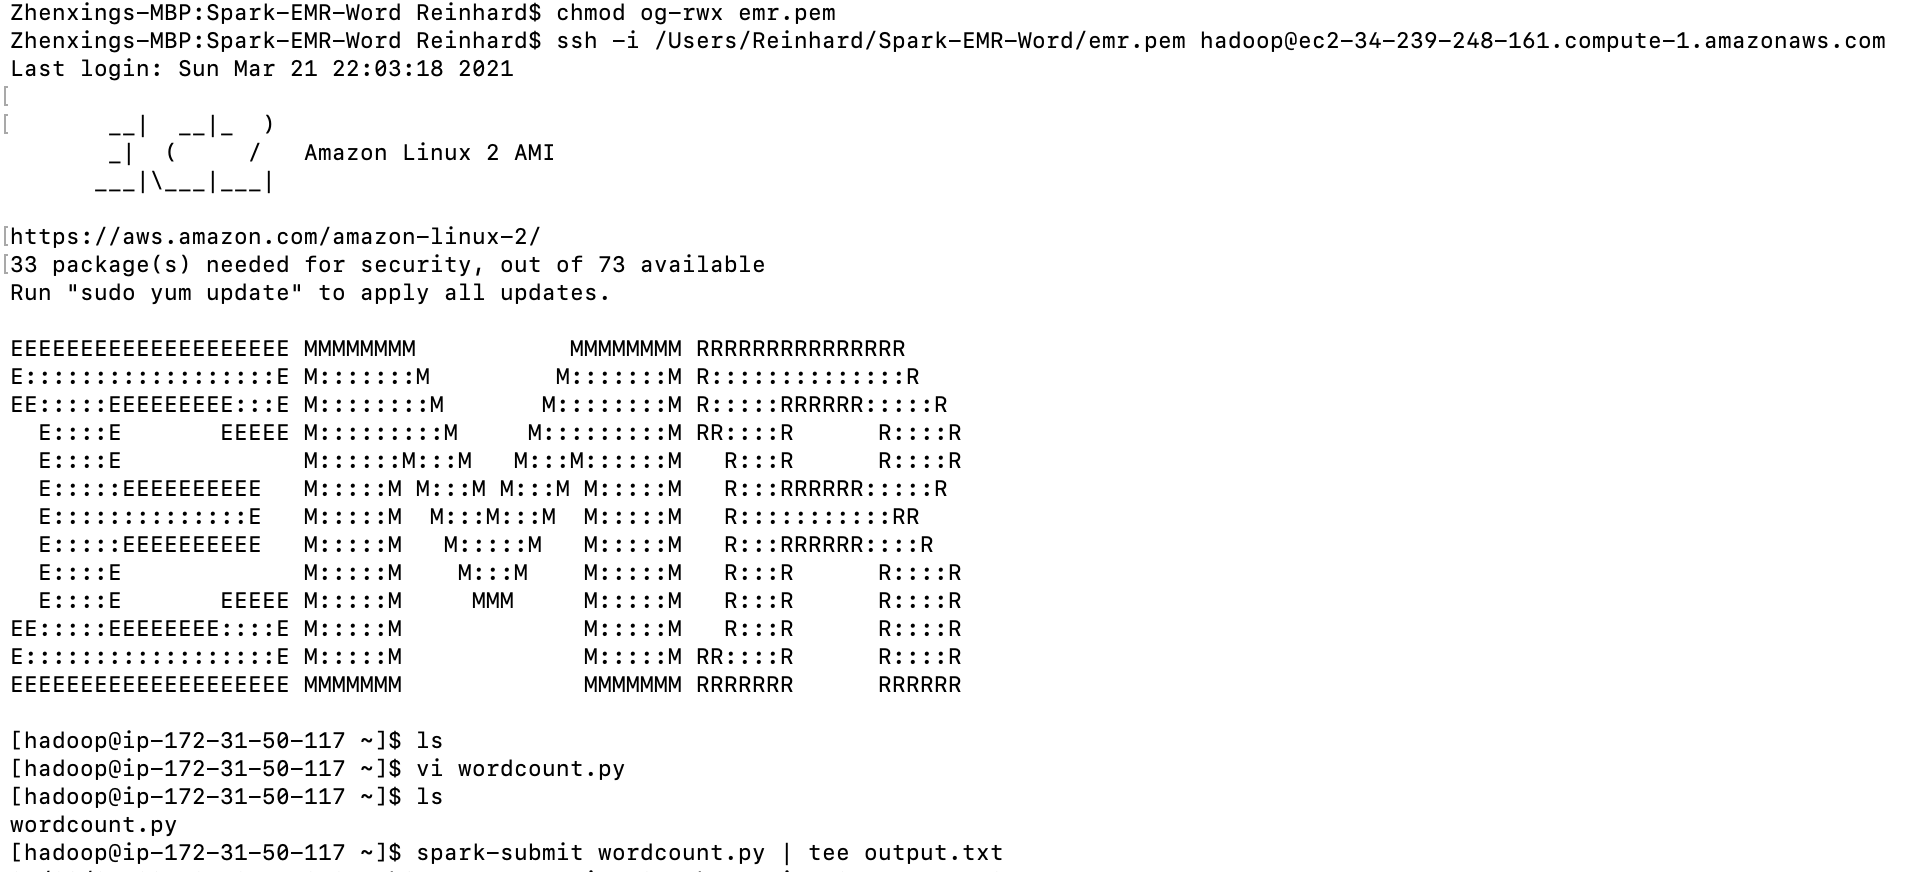 Zhenxings-MBP:Spark-EMR-Word Reinhard$ chmod og-rwx emr.pem
Zhenxings-MBP:Spark-EMR-Word Reinhard$ ssh -i /Users/Reinhard/Spark-EMR-Word/emr.pem hadoop@ec2-34-239-248-161.compute-1.amazonaws.com
Last login: Sun Mar 21 22:03:18 2021
[
[       __|  __|_  )
       _|  (     /   Amazon Linux 2 AMI
      ___|\___|___|
[https://aws.amazon.com/amazon-linux-2/
[33 package(s) needed for security, out of 73 available
Run "sudo yum update" to apply all updates.
EEEEEEEEEEEEEEEEEEEE MMMMMMMM           MMMMMMMM RRRRRRRRRRRRRRR
E::::::::::::::::::E M:::::::M         M:::::::M R::::::::::::::R
EE:::::EEEEEEEEE:::E M::::::::M       M::::::::M R:::::RRRRRR:::::R
  E::::E       EEEEE M:::::::::M     M:::::::::M RR::::R      R::::R
  E::::E             M::::::M:::M   M:::M::::::M   R:::R      R::::R
  E:::::EEEEEEEEEE   M:::::M M:::M M:::M M:::::M   R:::RRRRRR:::::R
  E::::::::::::::E   M:::::M  M:::M:::M  M:::::M   R:::::::::::RR
  E:::::EEEEEEEEEE   M:::::M   M:::::M   M:::::M   R:::RRRRRR::::R
  E::::E             M:::::M    M:::M    M:::::M   R:::R      R::::R
  E::::E       EEEEE M:::::M     MMM     M:::::M   R:::R      R::::R
EE:::::EEEEEEEE::::E M:::::M             M:::::M   R:::R      R::::R
E::::::::::::::::::E M:::::M             M:::::M RR::::R      R::::R
EEEEEEEEEEEEEEEEEEEE MMMMMMM             MMMMMMM RRRRRRR      RRRRRR
[hadoop@ip-172-31-50-117 ~]$ ls
[hadoop@ip-172-31-50-117 ~]$ vi wordcount.py
[hadoop@ip-172-31-50-117 ~]$ ls
wordcount.py
[hadoop@ip-172-31-50-117 ~]$ spark-submit wordcount.py | tee output.txt